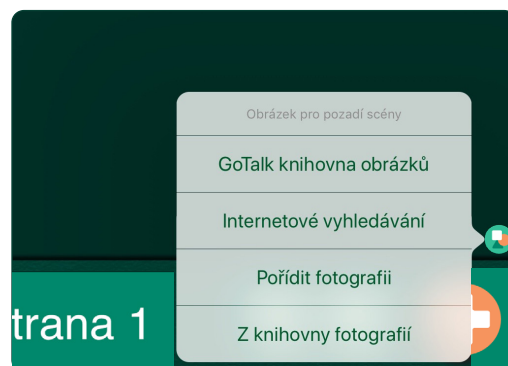 Obrázek pro pozadí scény
GoTalk knihovna obrázků
Internetové vyhledávání
Pořídit fotografii
Z knihovny fotografií
trana 1